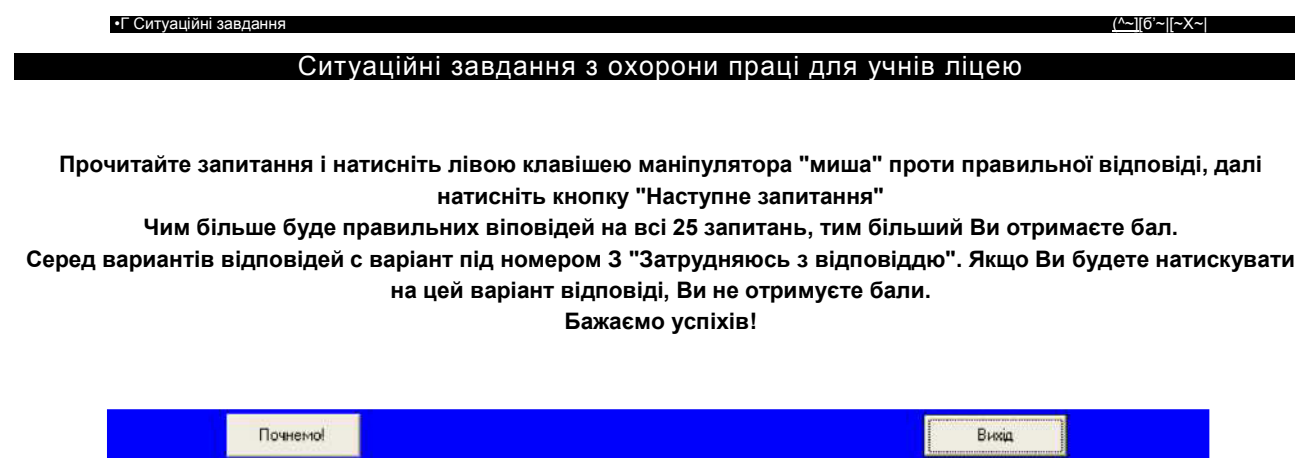 •Г Ситуаційні завдання (^~][б'~|[~X~|
Ситуаційні завдання з охорони праці для учнів ліцею
Прочитайте запитання і натисніть лівою клавішею маніпулятора "миша" проти правильної відповіді, далі
натисніть кнопку "Наступне запитання"
Чим більше буде правильних віповідей на всі 25 запитань, тим більший Ви отримаєте бал.
Серед вариантів відповідей с варіант під номером З "Затрудняюсь з відповіддю". Якщо Ви будете натискувати
на цей варіант відповіді, Ви не отримуєте бали.
Бажаємо успіхів!
Почнемо! Вихід